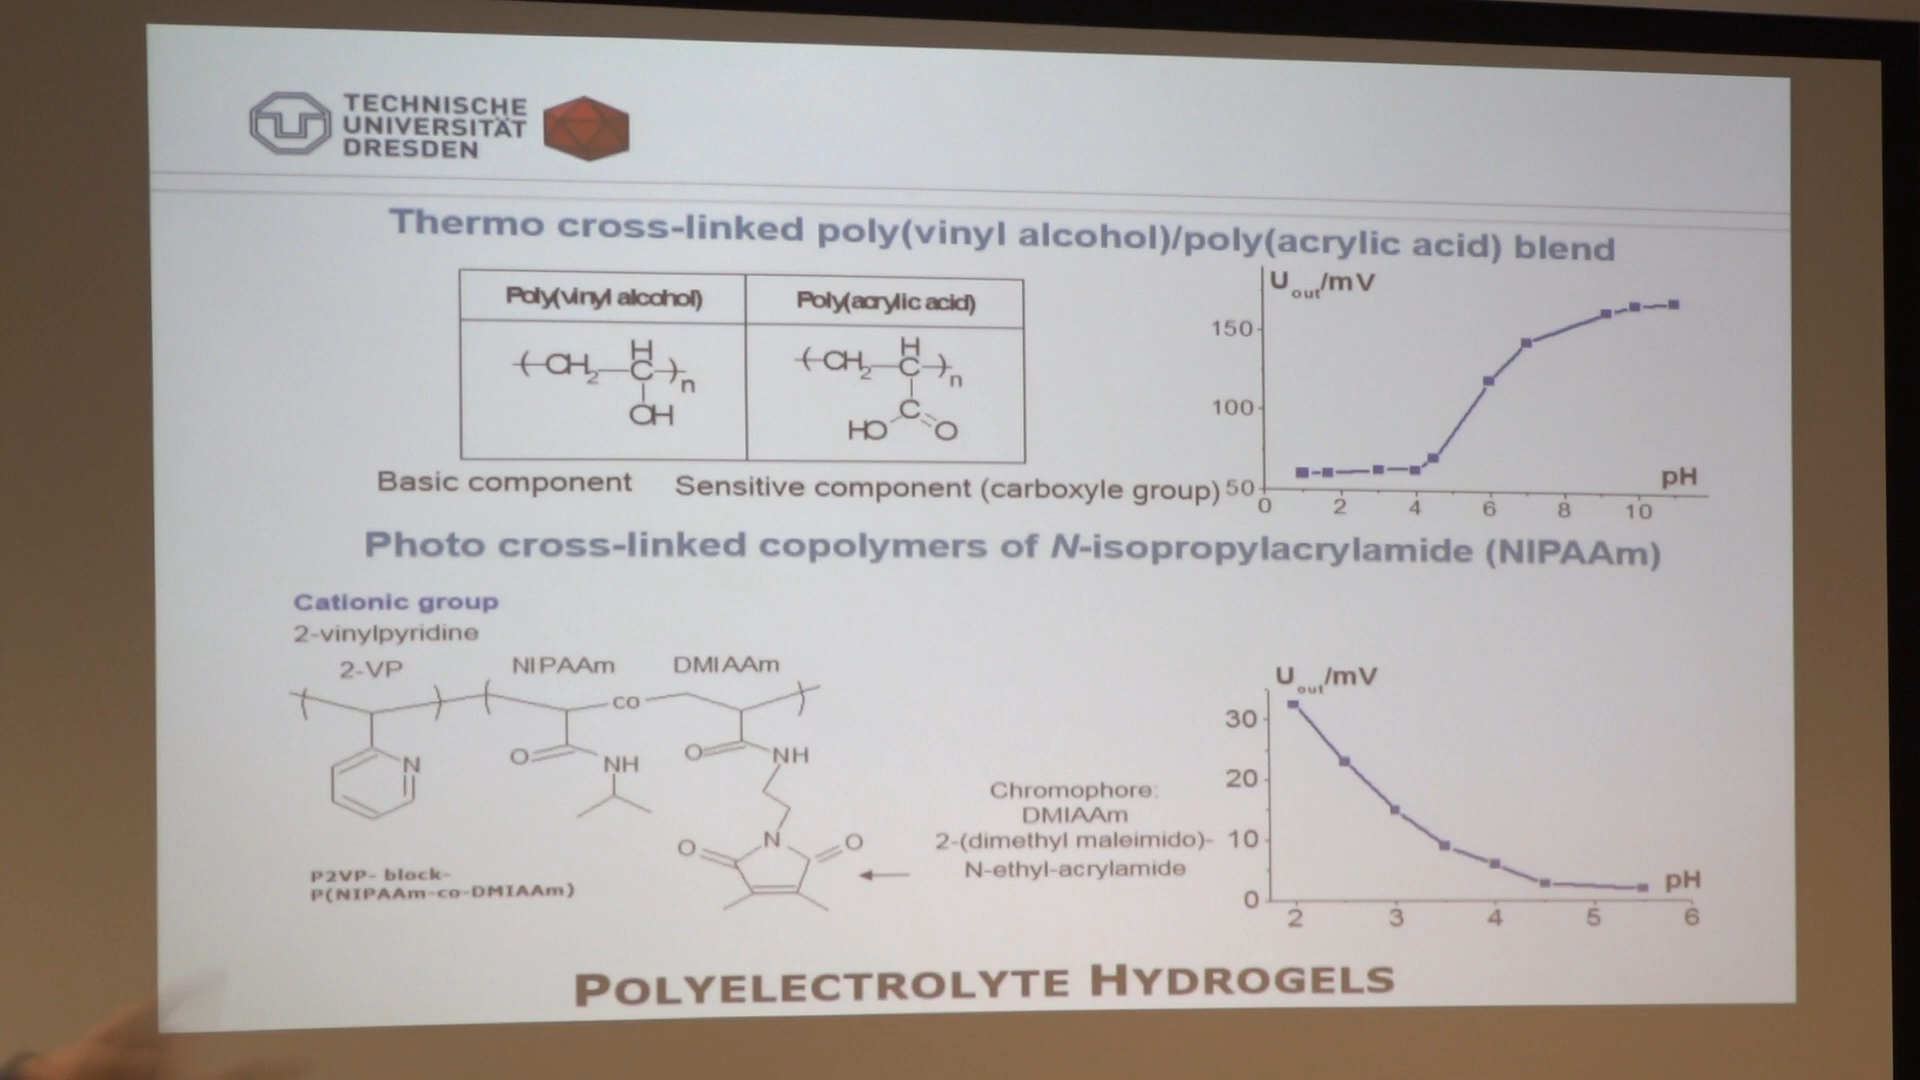 TECHNISCHE
UNIVERSITÄT
DRESDEN
Thermo cross-linked poly(vinyl alcohol)/poly(acrylic acid) blend
Poly(vinyl alcohol) Poly(acrylic acid)
H
(CH2—C)n
OH
H
(CH2—C)n
C
HO O
Basic component Sensitive component (carboxyle group)
Uout/mV
150
100
50
0 2 4 6 8 10
pH
Photo cross-linked copolymers of N-isopropylacrylamide (NIPAAm)
Cationic group
2-vinylpyridine
2-VP NIPAAm DMIAAm
co
O O NH
N NH
N
O O
P2VP- block-
P(NIPAAm-co-DMIAAm)
Chromophore:
DMIAAm
2-(dimethyl maleimido)-
N-ethyl-acrylamide
Uout/mV
30
20
10
0
2 3 4 5 6
pH
POLYELECTROLYTE HYDROGELS